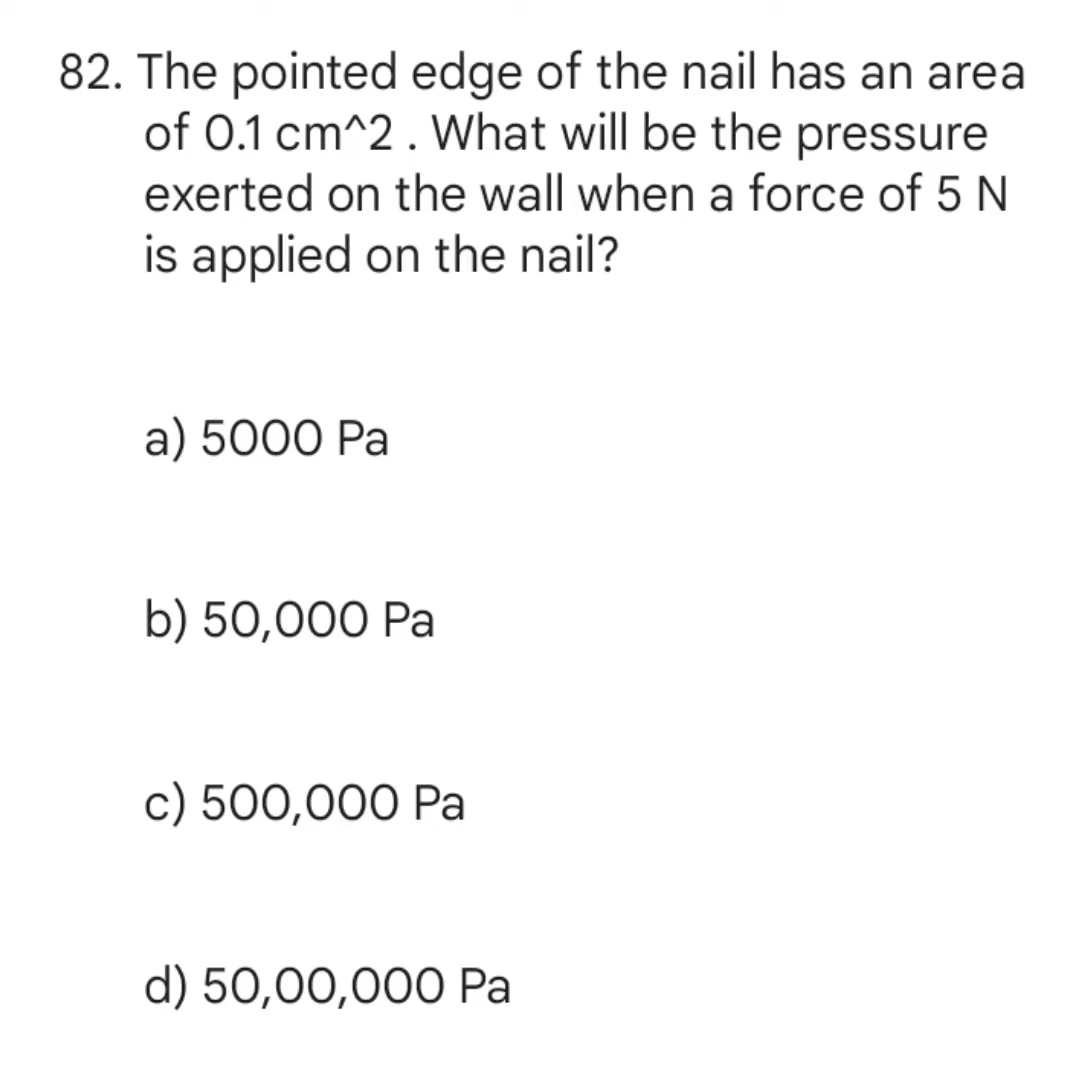 82. The pointed edge of the nail has an area
of 0.1 cm^2 . What will be the pressure
exerted on the wall when a force of 5 N
is applied on the nail?
a) 5000 Pa
b) 50,000 Pa
c) 500,000 Pa
d) 50,00,000 Pa